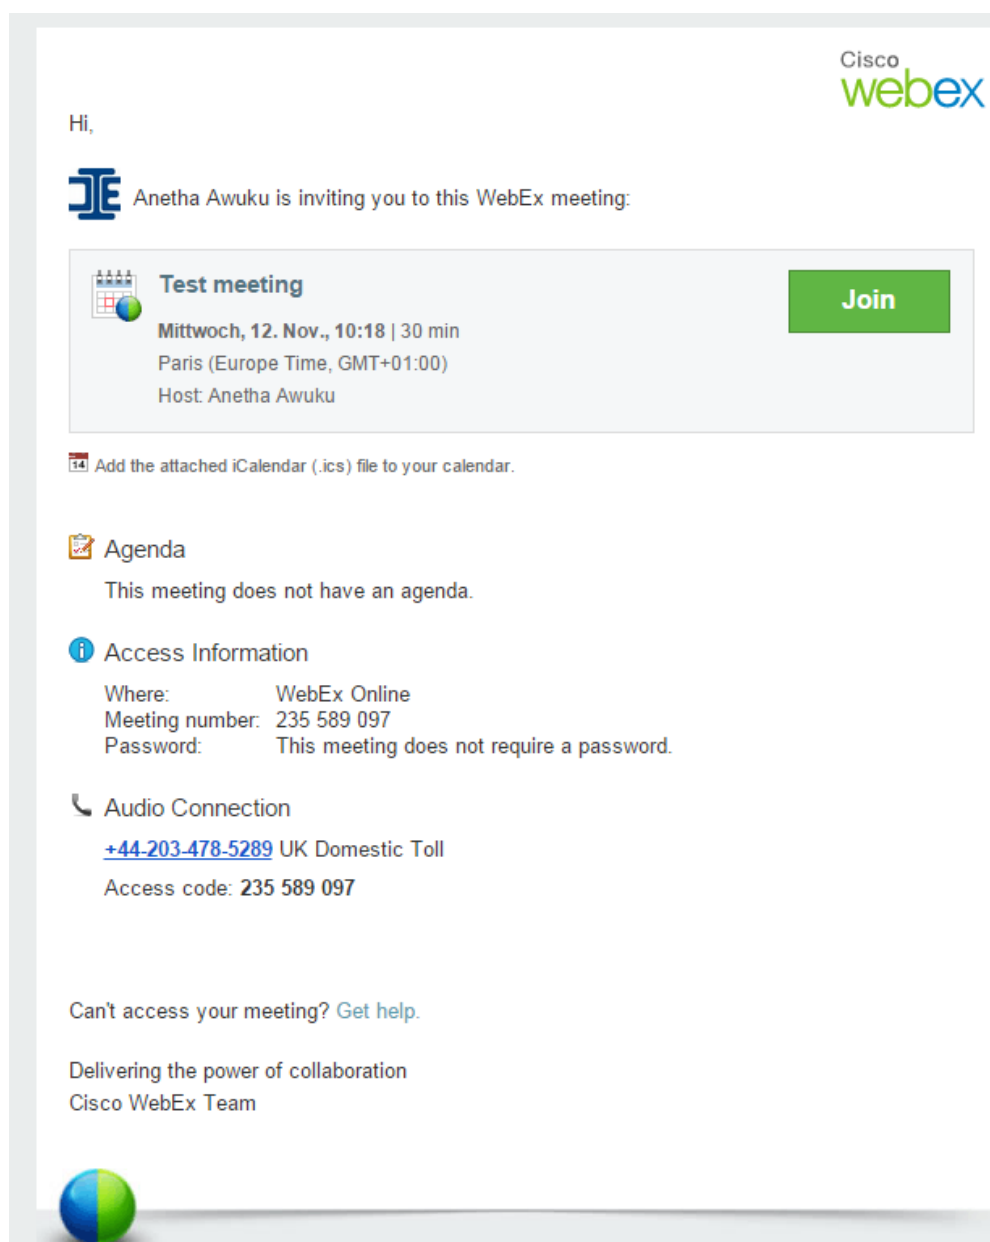 Cisco
webex
Hi,
Anetha Awuku is inviting you to this WebEx meeting:
Test meeting
Join
Mittwoch, 12. Nov., 10:18 | 30 min
Paris (Europe Time, GMT+01:00)
Host: Anetha Awuku
14 Add the attached iCalendar (.ics) file to your calendar.
Agenda
This meeting does not have an agenda.
Access Information
Where: WebEx Online
Meeting number: 235 589 097
Password: This meeting does not require a password.
Audio Connection
+44-203-478-5289 UK Domestic Toll
Access code: 235 589 097
Can't access your meeting? Get help.
Delivering the power of collaboration
Cisco WebEx Team